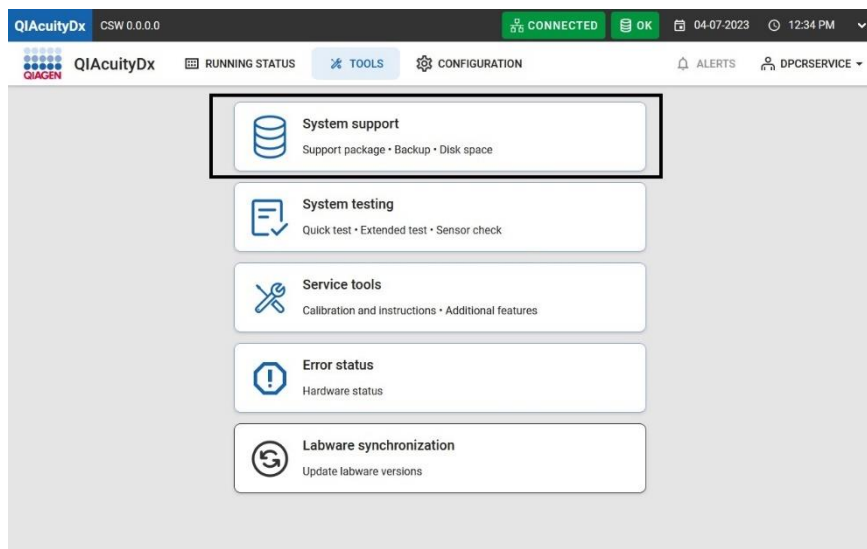 QIAcuityDx CSW 0.0.0.0 CONNECTED OK 04-07-2023 12:34 PM
QIAGEN QIAcuityDx RUNNING STATUS TOOLS CONFIGURATION ALERTS DPCRSERVICE
System support
Support package • Backup • Disk space
System testing
Quick test • Extended test • Sensor check
Service tools
Calibration and instructions • Additional features
Error status
Hardware status
Labware synchronization
Update labware versions